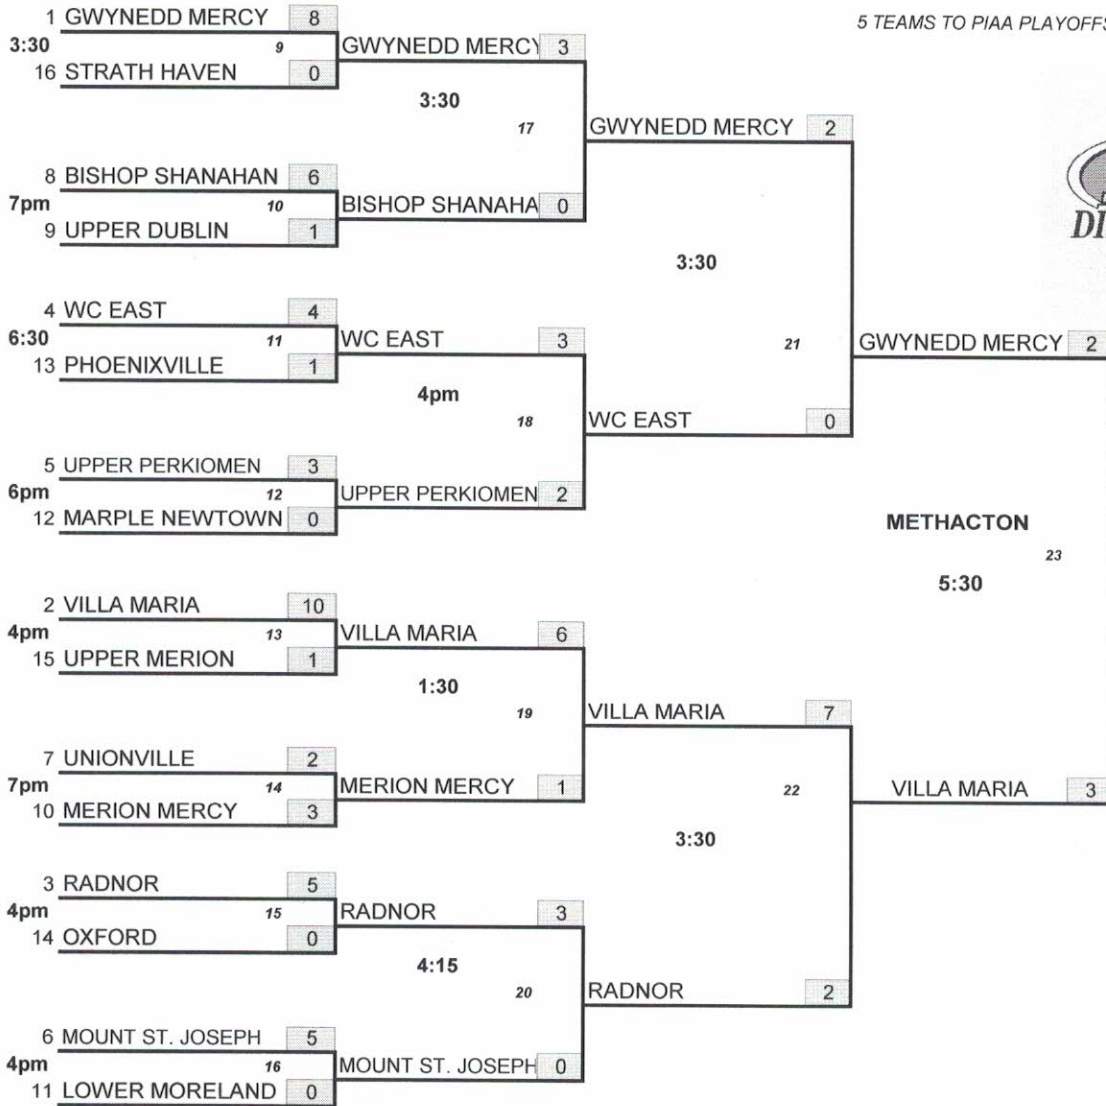 5 TEAMS TO PIAA PLAYOFFS
1 GWYNEDD MERCY 8
3:30 9
16 STRATH HAVEN 0
GWYNEDD MERCY 3
3:30
17
8 BISHOP SHANAHAN 6
7pm 10
9 UPPER DUBLIN 1
BISHOP SHANAHA 0
GWYNEDD MERCY 2
3:30
21
4 WC EAST 4
6:30 11
13 PHOENIXVILLE 1
WC EAST 3
4pm
18
5 UPPER PERKIOMEN 3
6pm 12
12 MARPLE NEWTOWN 0
UPPER PERKIOMEN 2
WC EAST 0
GWYNEDD MERCY 2
METHACTON
23
5:30
2 VILLA MARIA 10
4pm 13
15 UPPER MERION 1
VILLA MARIA 6
1:30
19
7 UNIONVILLE 2
7pm 14
10 MERION MERCY 3
MERION MERCY 1
VILLA MARIA 7
22
3:30
VILLA MARIA 3
3 RADNOR 5
4pm 15
14 OXFORD 0
RADNOR 3
4:15
20
6 MOUNT ST. JOSEPH 5
4pm 16
11 LOWER MORELAND 0
MOUNT ST. JOSEPH 0
RADNOR 2